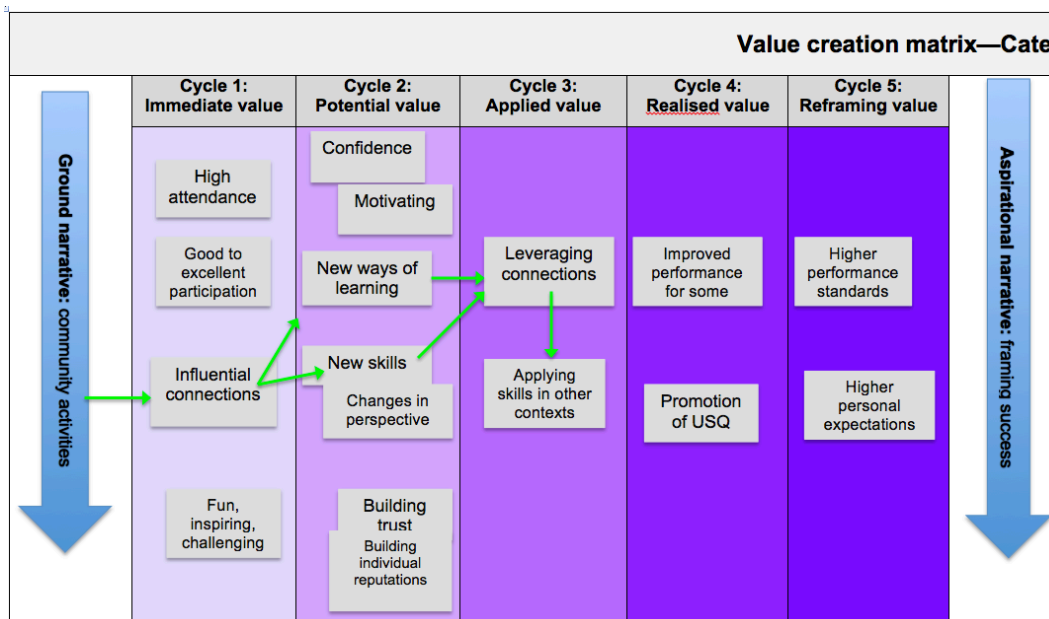 Value creation matrix—Cate
Cycle 1:
Immediate value
Cycle 2:
Potential value
Cycle 3:
Applied value
Cycle 4:
Realised value
Cycle 5:
Reframing value
Ground narrative: community activities
High
attendance
Good to
excellent
participation
Influential
connections
Fun,
inspiring,
challenging
Confidence
Motivating
New ways of
learning
New skills
Changes in
perspective
Building
trust
Building
individual
reputations
Leveraging
connections
Applying
skills in other
contexts
Improved
performance
for some
Promotion
of USQ
Higher
performance
standards
Higher
personal
expectations
Aspirational narrative: framing success